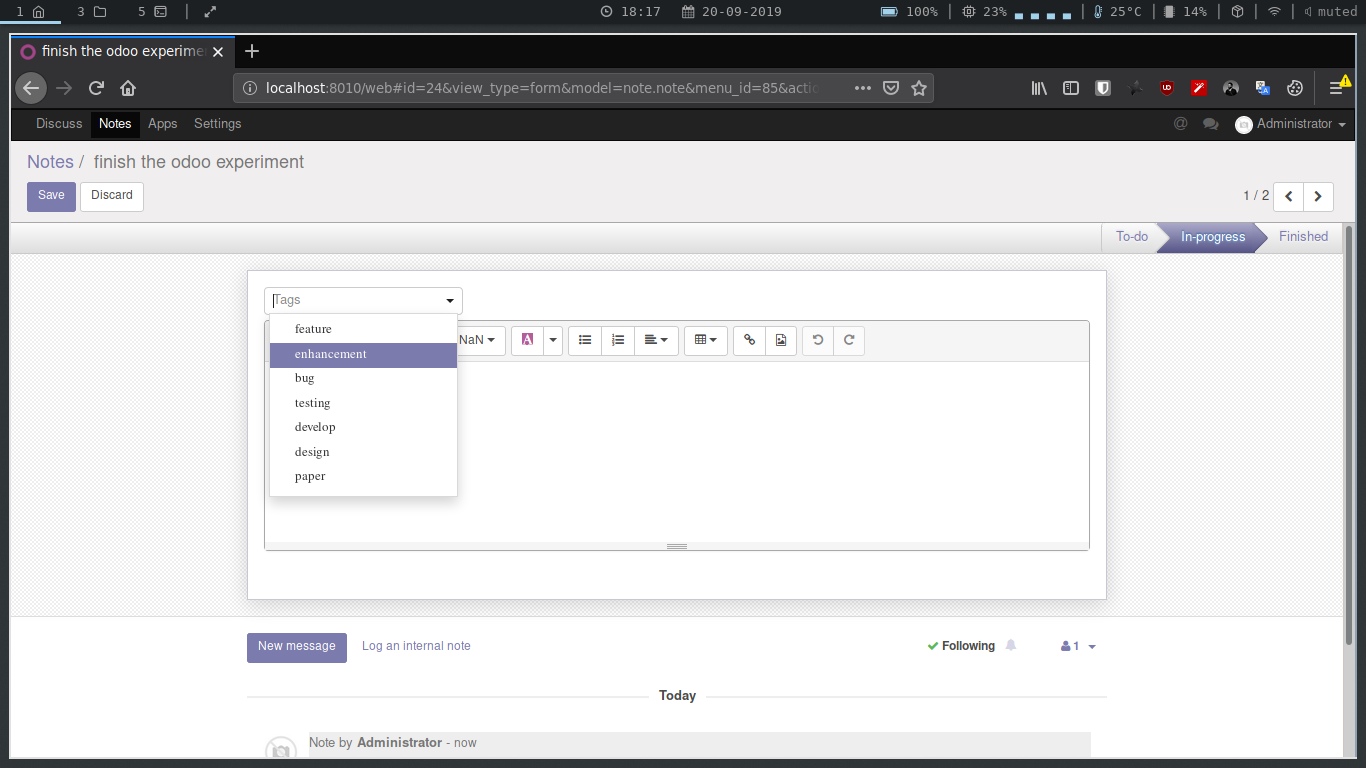 1 3 5 18:17 20-09-2019 100% 23% 25°C 14% muted
finish the odoo experime
localhost:8010/web#id=24&view_type=form&model=note.note&menu_id=85&actio
Discuss Notes Apps Settings @ Administrator
Notes / finish the odoo experiment
Save Discard 1 / 2
To-do In-progress Finished
Tags
feature
NaN A
enhancement
bug
testing
develop
design
paper
New message Log an internal note Following 1
Today
Note by Administrator - now